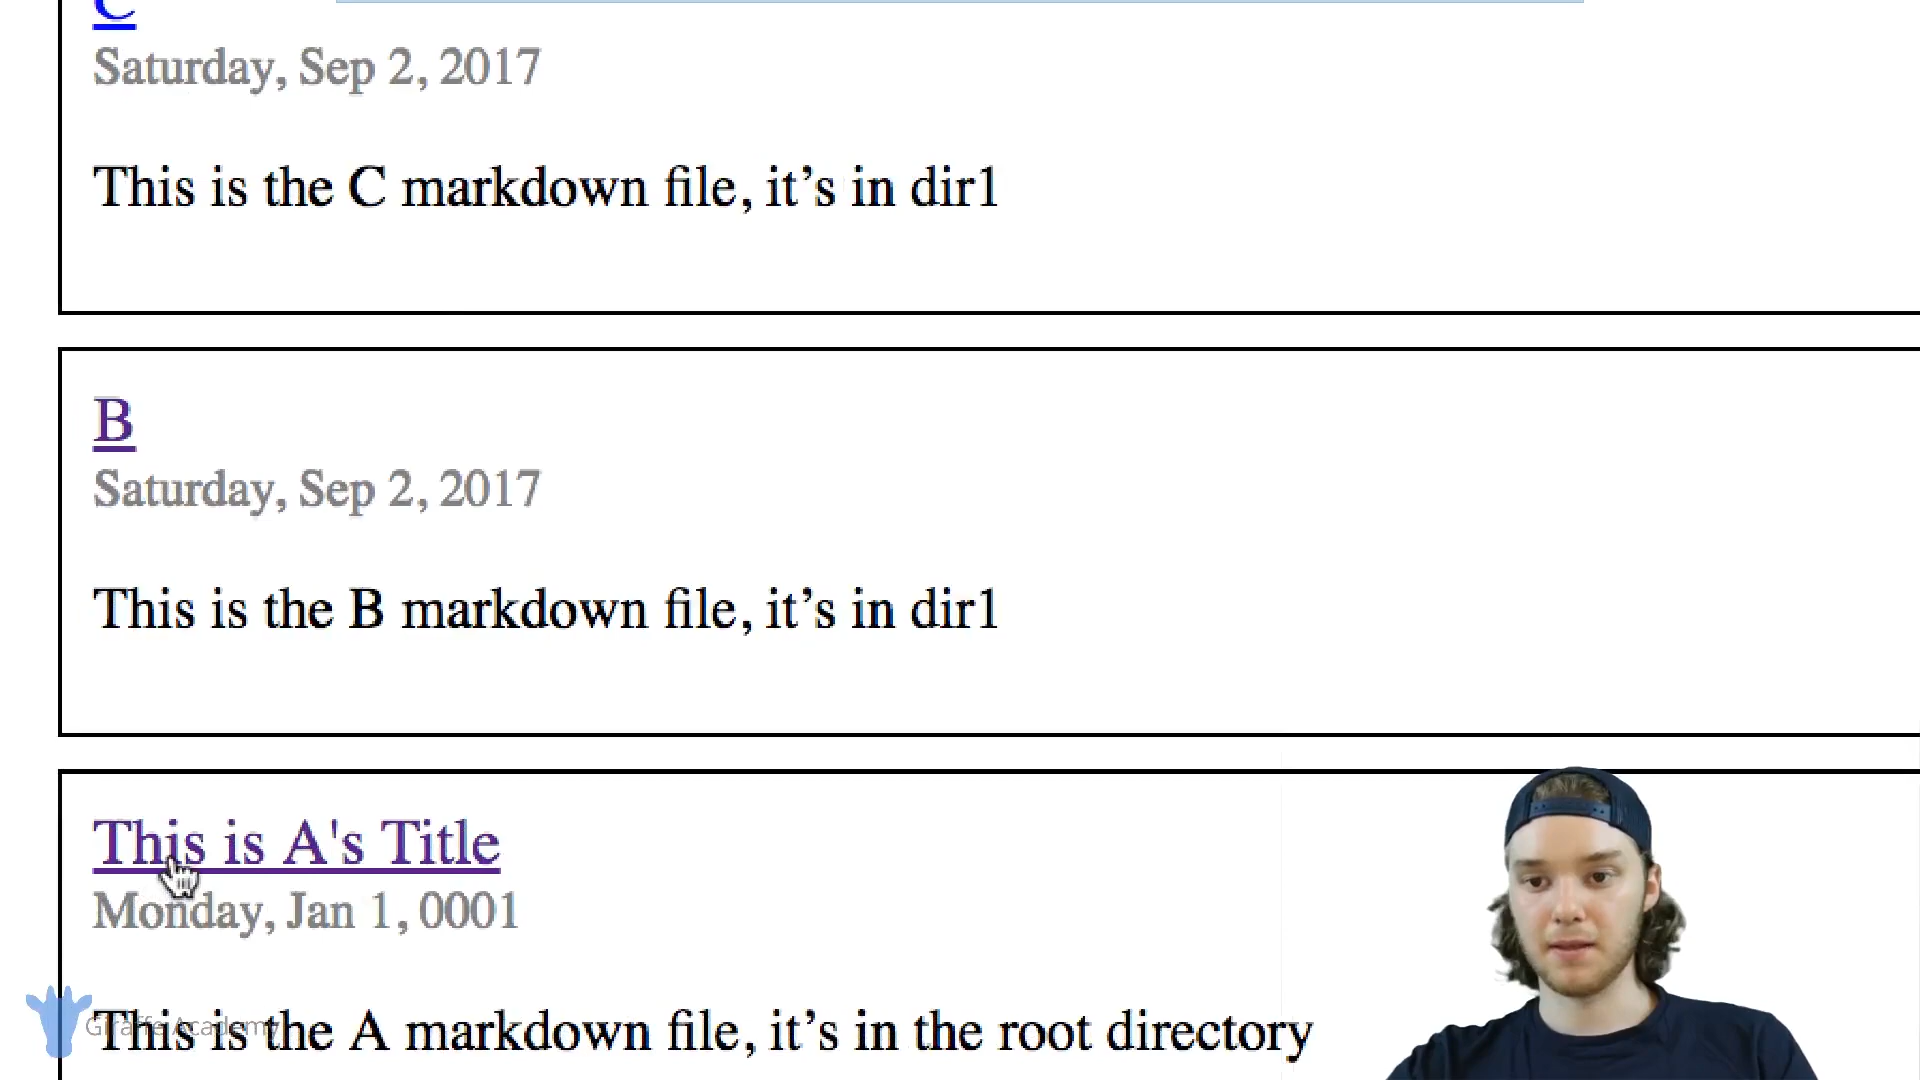 C
Saturday, Sep 2, 2017
This is the C markdown file, it’s in dir1
B
Saturday, Sep 2, 2017
This is the B markdown file, it’s in dir1
This is A's Title
Monday, Jan 1, 0001
This is the A markdown file, it’s in the root directory
Giraffe Academy